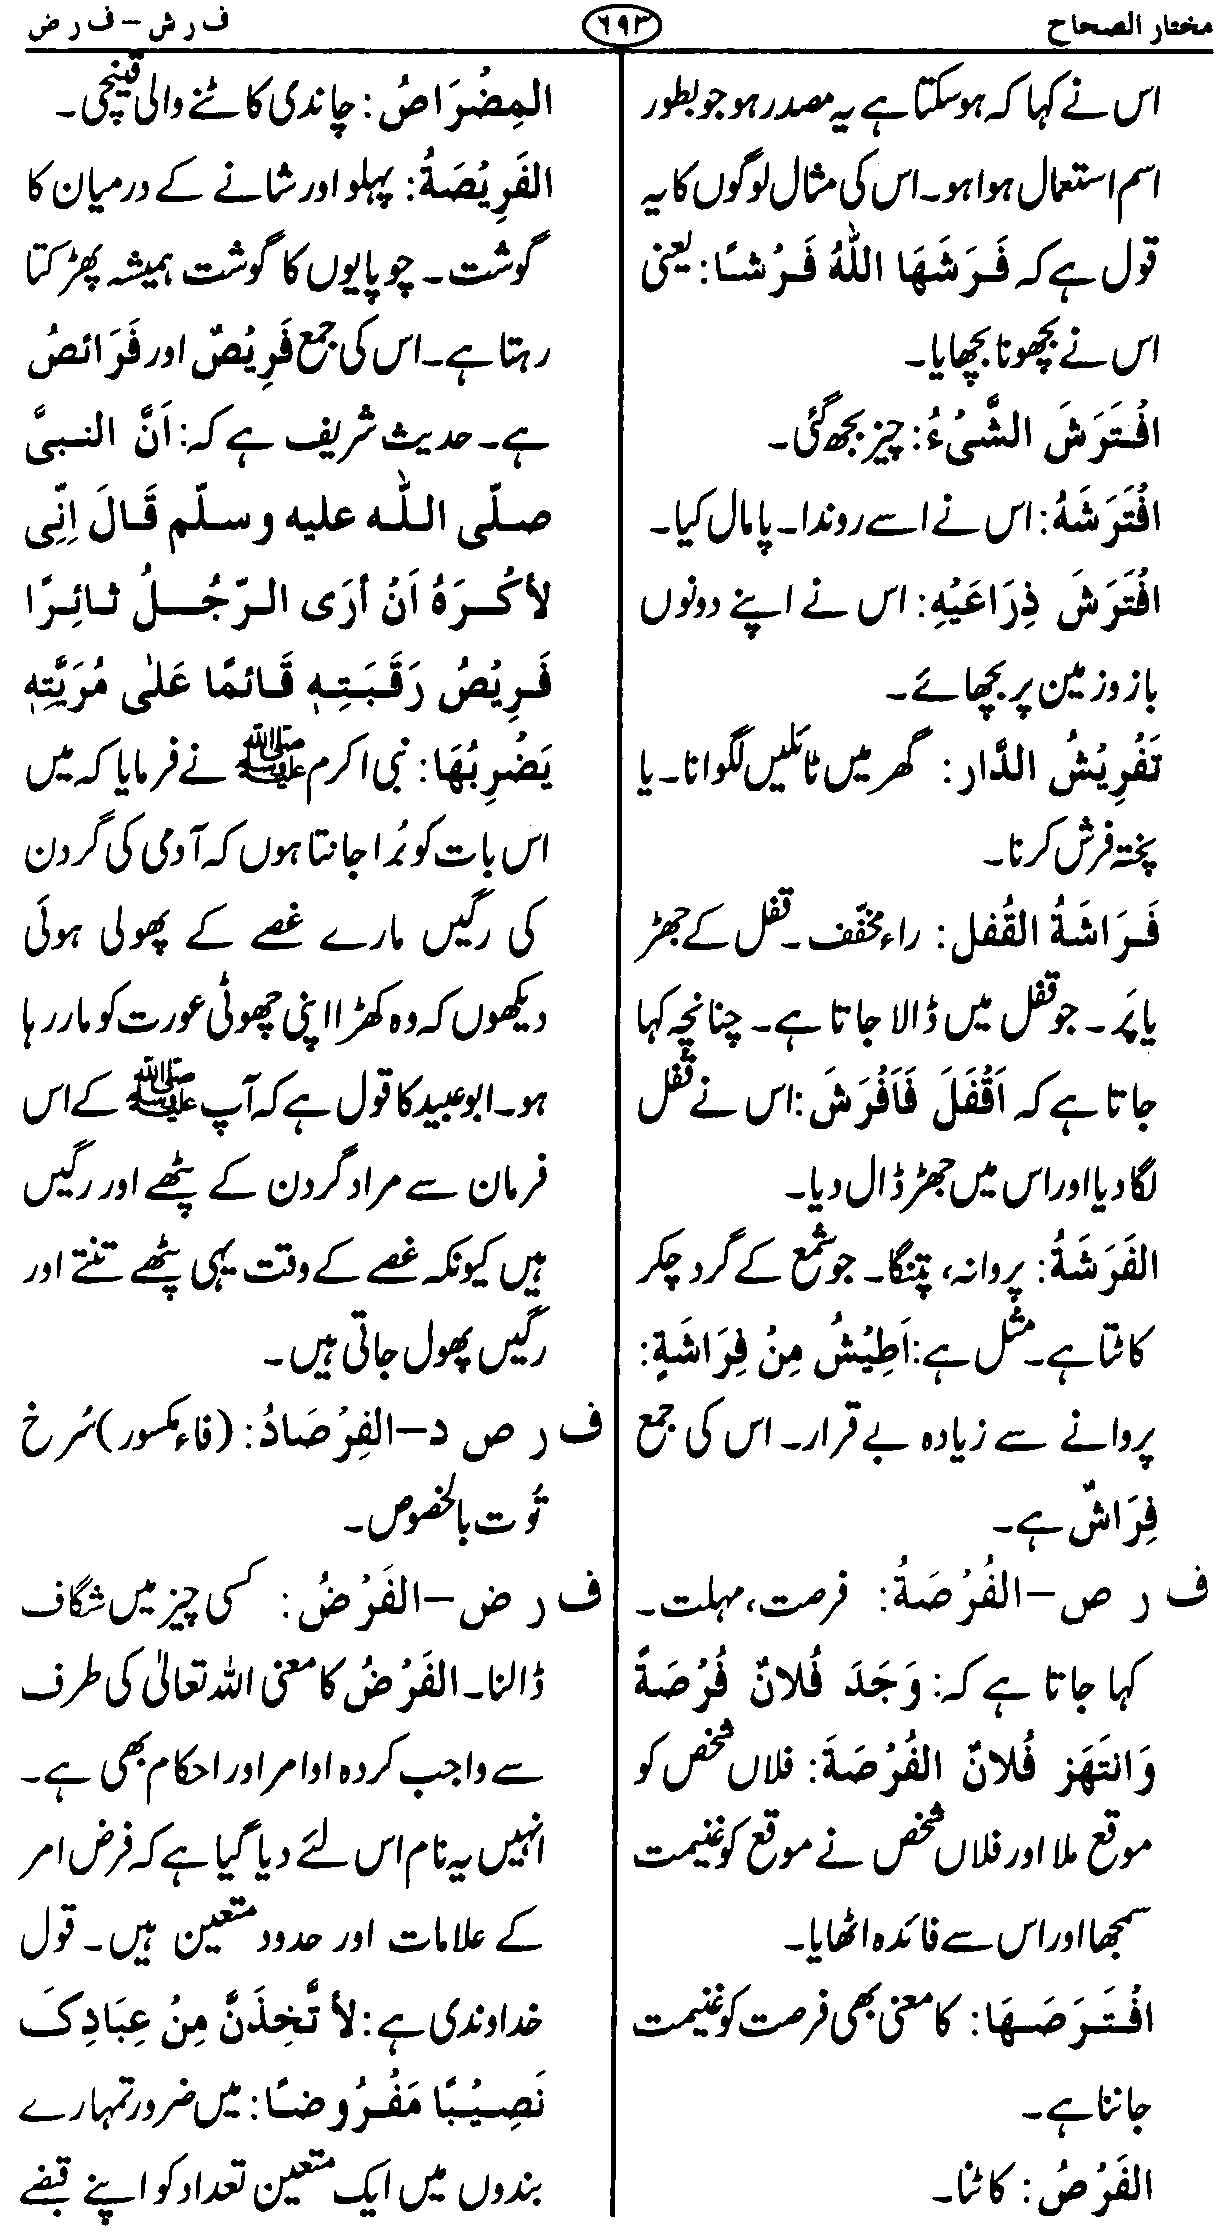 مختار الصحاح
٦٩٣
ف ر ش – ف ر ض
اس نے کہا کہ ہوسکتا ہے یہ مصدر ہو جو بطور
اسم استعمال ہوا ہو۔ اس کی مثال لوگوں کا یہ
قول ہے کہ فَرَشَهَا اللّٰهُ فَرْشًا: یعنی
اس نے بچھونا بچھایا۔
افْتَرَشَ الشَّیْءُ: چیز بچھ گئی۔
افْتَرَشَهُ: اس نے اسے روندا۔ پامال کیا۔
افْتَرَشَ ذِرَاعَیْهِ: اس نے اپنے دونوں
بازو زمین پر بچھائے۔
تَفْرِیْشُ الدَّار: گھر میں ٹائلیں لگوانا۔ یا
پختہ فرش کرنا۔
فَرَاشَةُ القُفل: راء مخفّف۔ قفل کے جھڑ
یا پَر۔ جو قفل میں ڈالا جاتا ہے۔ چنانچہ کہا
جاتا ہے کہ اَقْفَلَ فَاَفْرَشَ: اس نے قفل
لگا دیا اور اس میں جھڑ ڈال دیا۔
الفَرَشَةُ: پروانہ، پتنگا۔ جو شمع کے گرد چکر
کاٹتا ہے۔ مثل ہے: اَطِیْشُ مِنْ فِرَاشَةٍ:
پروانے سے زیادہ بے قرار۔ اس کی جمع
فِرَاشٌ ہے۔
ف ر ص – الفُرْصَةُ: فرصت، مہلت۔
کہا جاتا ہے کہ: وَجَدَ فُلانٌ فُرْصَةً
وَانتَهَز فُلانٌ الفُرْصَةَ: فلاں شخص کو
موقع ملا اور فلاں شخص نے موقع کو غنیمت
سمجھا اور اس سے فائدہ اٹھایا۔
افْتَرَصَهَا: کا معنی بھی فرصت کو غنیمت
جاننا ہے۔
الفَرْصُ: کاٹنا۔
المِفْرَاصُ: چاندی کاٹنے والی قینچی۔
الفَرِیْصَةُ: پہلو اور شانے کے درمیان کا
گوشت۔ چوپایوں کا گوشت ہمیشہ پھڑکتا
رہتا ہے۔ اس کی جمع فَرِیْصٌ اور فَرَائصُ
ہے۔ حدیث شریف ہے کہ: اَنَّ النبیَّ
صلّی اللّٰه علیه وسلّم قَالَ اِنِّی
لأکْرَهُ اَنْ أرَی الرّجُلُ ثائِرًا
فَرِیْصُ رَقَبَتِهٖ قَائمًا عَلٰی مُرَیَّتِهٖ
یَضْرِبُهَا: نبی اکرم ﷺ نے فرمایا کہ میں
اس بات کو بُرا جانتا ہوں کہ آدمی کی گردن
کی رگیں مارے غصے کے پھولی ہوئی
دیکھوں کہ وہ کھڑا اپنی چھوٹی عورت کو مار رہا
ہو۔ ابوعبید کا قول ہے کہ آپ ﷺ کے اس
فرمان سے مراد گردن کے پٹھے اور رگیں
ہیں کیونکہ غصے کے وقت یہی پٹھے تنتے اور
رگیں پھول جاتی ہیں۔
ف ر ص د – الفِرْصَادُ: (فاء مکسور) سُرخ
تُوت بالخصوص۔
ف ر ض – الفَرْضُ: کسی چیز میں شگاف
ڈالنا۔ الفَرْضُ کا معنی اللہ تعالیٰ کی طرف
سے واجب کردہ اوامر اور احکام بھی ہے۔
انہیں یہ نام اس لئے دیا گیا ہے کہ فرض امر
کے علامات اور حدود متعین ہیں۔ قول
خداوندی ہے: لأ تَّخِذَنَّ مِنْ عِبَادِکَ
نَصِیْبًا مَفْرُوضًا: میں ضرور تمہارے
بندوں میں ایک متعین تعداد کو اپنے قبضے